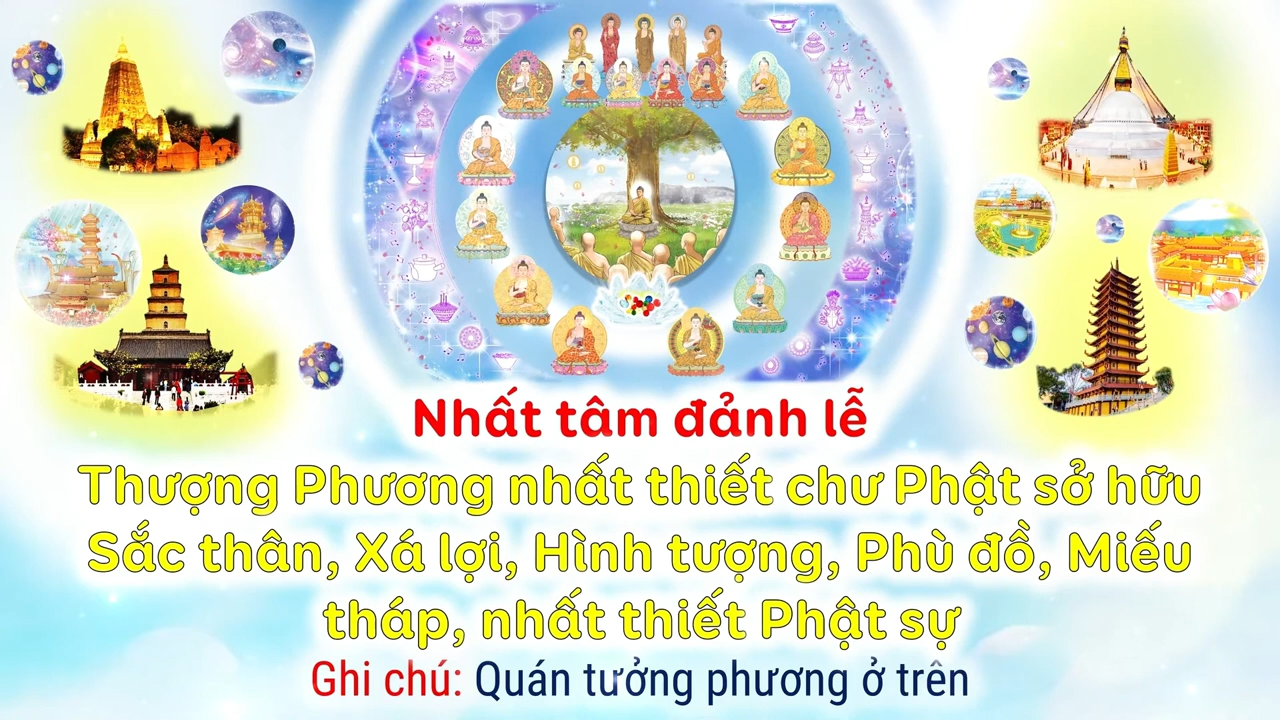 Nhất tâm đảnh lễ
Thượng Phương nhất thiết chư Phật sở hữu
Sắc thân, Xá lợi, Hình tượng, Phù đồ, Miếu
tháp, nhất thiết Phật sự
Ghi chú: Quán tưởng phương ở trên